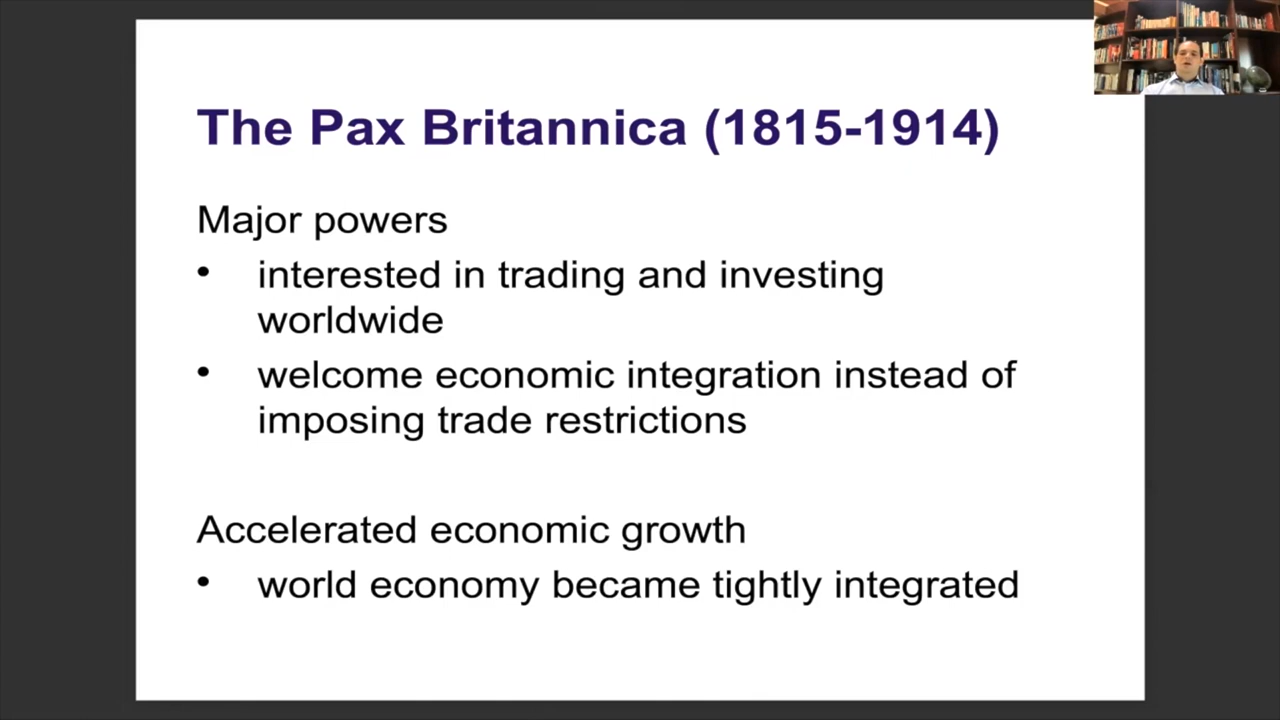 The Pax Britannica (1815-1914)
Major powers
• interested in trading and investing
worldwide
• welcome economic integration instead of
imposing trade restrictions
Accelerated economic growth
• world economy became tightly integrated